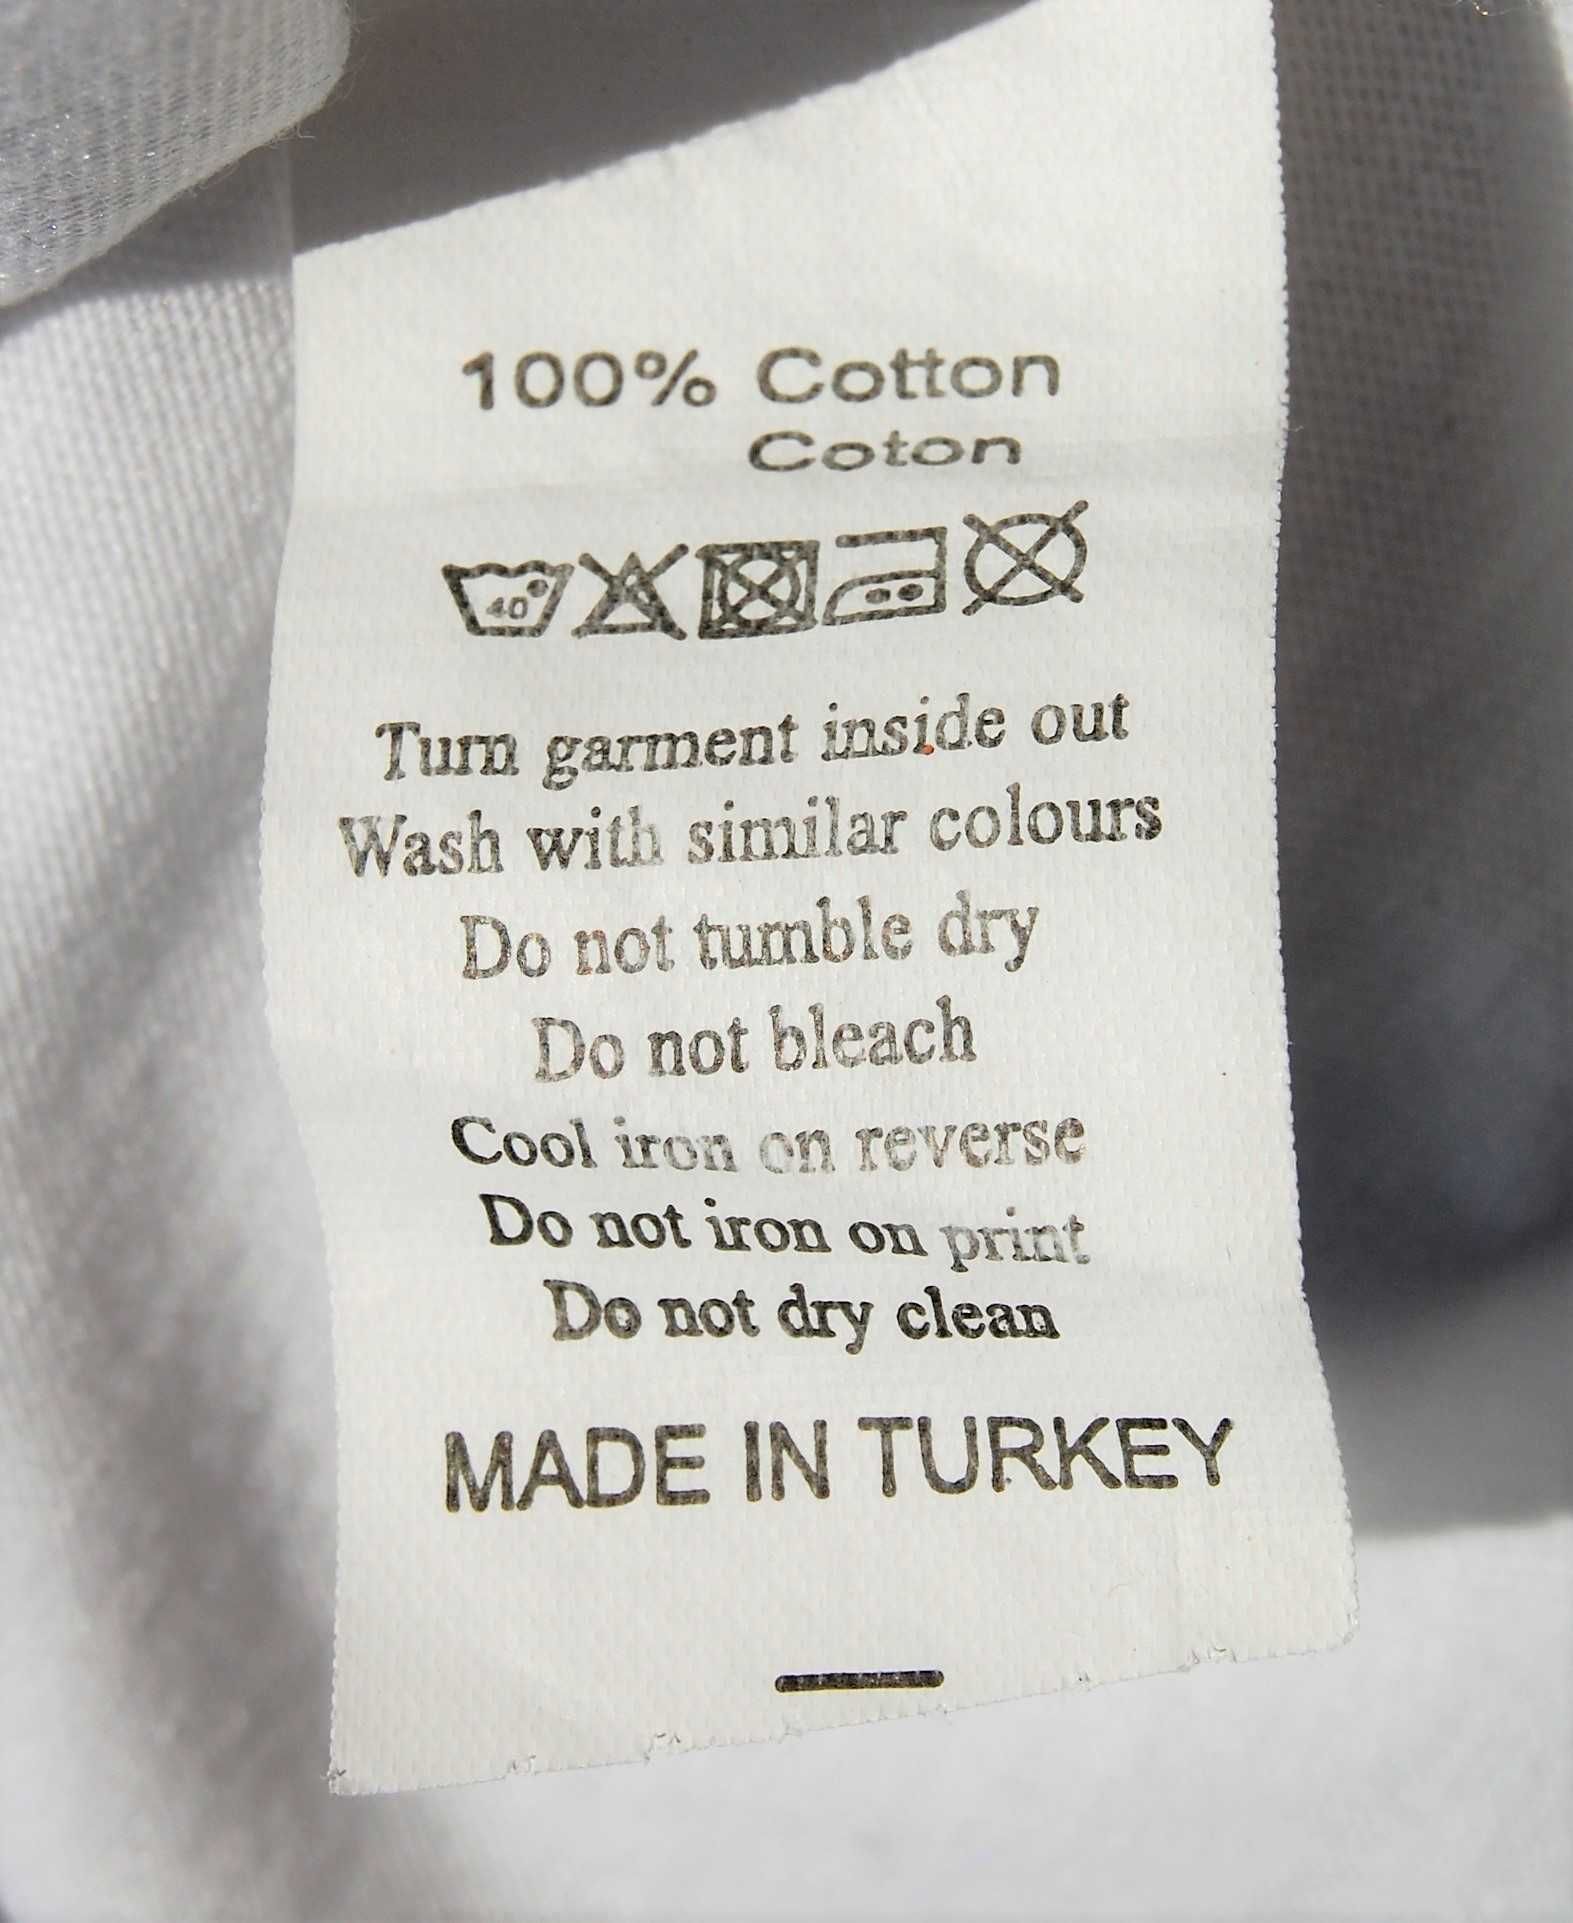 100% Cotton
Coton
40°
Turn garment inside out
Wash with similar colours
Do not tumble dry
Do not bleach
Cool iron on reverse
Do not iron on print
Do not dry clean
MADE IN TURKEY